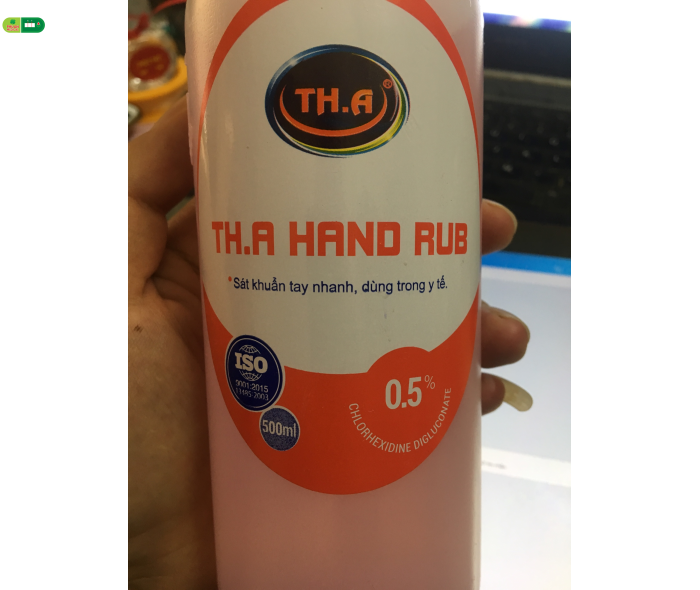 TH.A®
TH.A HAND RUB
*Sát khuẩn tay nhanh, dùng trong y tế.
ISO
9001:2015
13485:2003
500ml
0.5%
CHLORHEXIDINE DIGLUCONATE